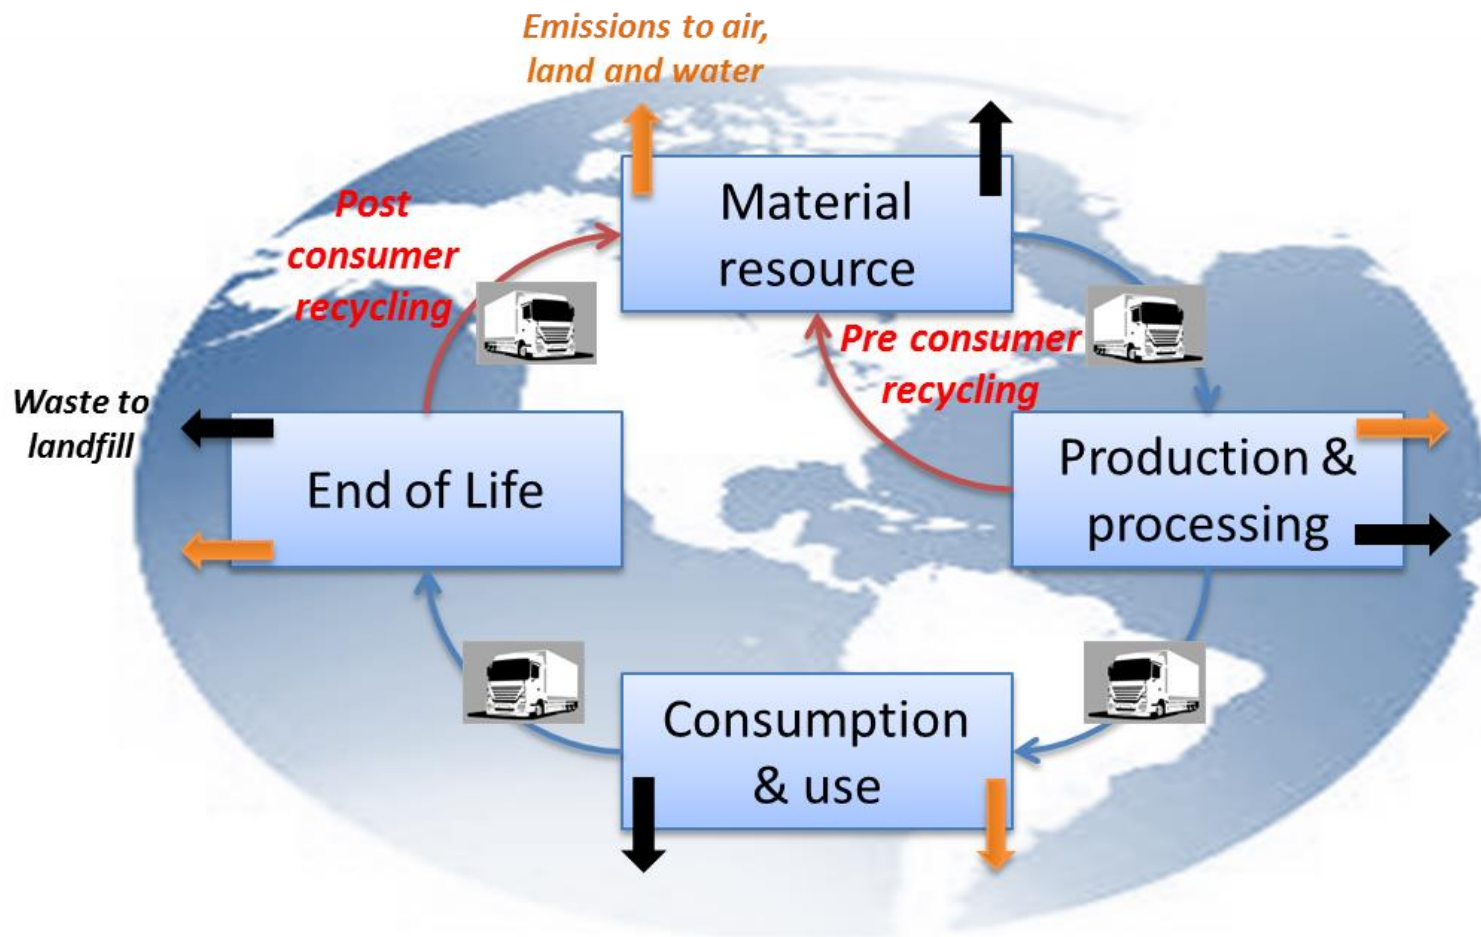 Emissions to air,
land and water
Material
resource
Post
consumer
recycling
Pre consumer
recycling
Waste to
landfill
End of Life
Production &
processing
Consumption
& use